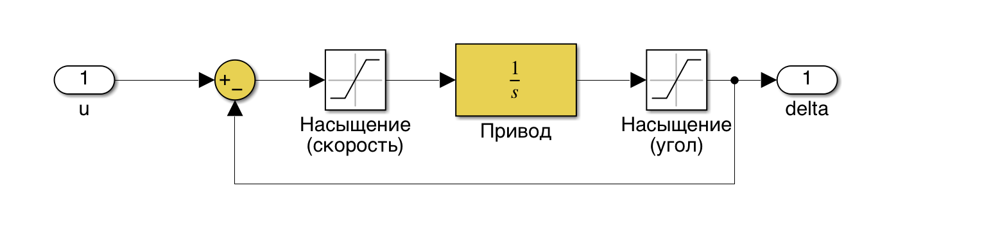 1
u
+
−
Насыщение
(скорость)
1
s
Привод
Насыщение
(угол)
1
delta